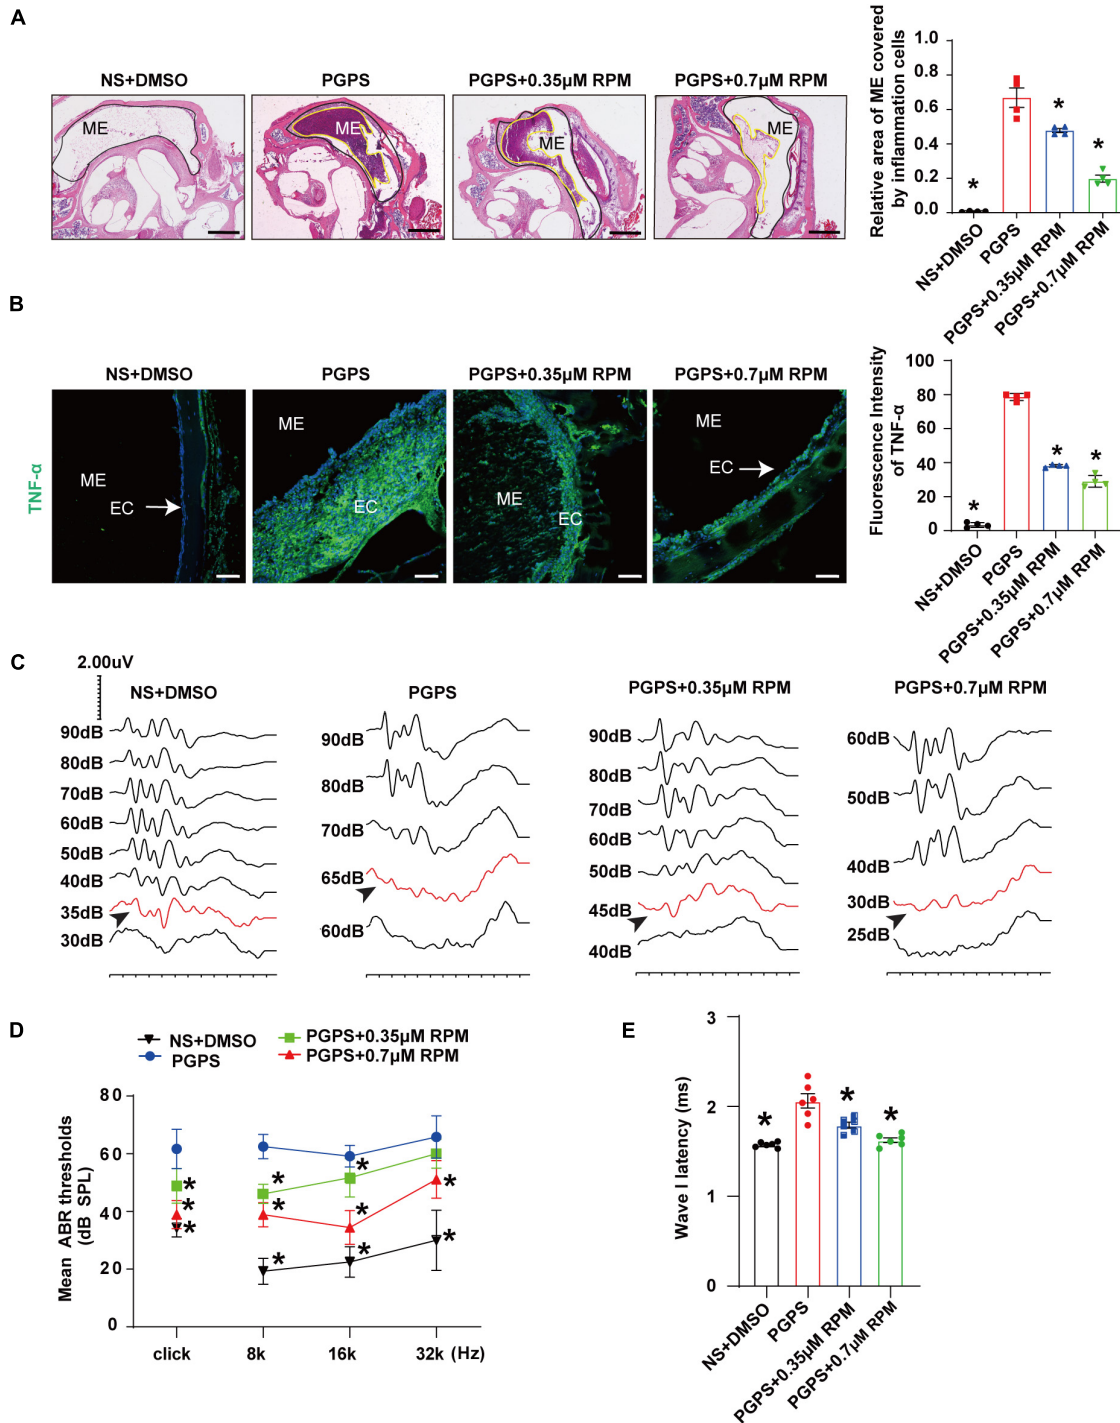 A
NS+DMSO
PGPS
PGPS+0.35μM RPM
PGPS+0.7μM RPM
ME
ME
ME
ME
Relative area of ME covered
by inflammation cells
1.0
0.8
0.6
0.4
0.2
0.0
*
*
*
NS+DMSO
PGPS
PGPS+0.35μM RPM
PGPS+0.7μM RPM
B
NS+DMSO
PGPS
PGPS+0.35μM RPM
PGPS+0.7μM RPM
TNF-α
ME
EC
ME
EC
ME
EC
ME
EC
Fluorescence Intensity
of TNF-α
100
80
60
40
20
0
*
*
*
NS+DMSO
PGPS
PGPS+0.35μM RPM
PGPS+0.7μM RPM
C
2.00uV
NS+DMSO
90dB
80dB
70dB
60dB
50dB
40dB
35dB
30dB
PGPS
90dB
80dB
70dB
65dB
60dB
PGPS+0.35μM RPM
90dB
80dB
70dB
60dB
50dB
45dB
40dB
PGPS+0.7μM RPM
60dB
50dB
40dB
30dB
25dB
D
NS+DMSO
PGPS
PGPS+0.35μM RPM
PGPS+0.7μM RPM
Mean ABR thresholds
(dB SPL)
80
60
40
20
0
*
*
*
*
*
*
*
*
*
*
*
click
8k
16k
32k (Hz)
E
Wave I latency (ms)
3
2
1
0
*
*
*
NS+DMSO
PGPS
PGPS+0.35μM RPM
PGPS+0.7μM RPM